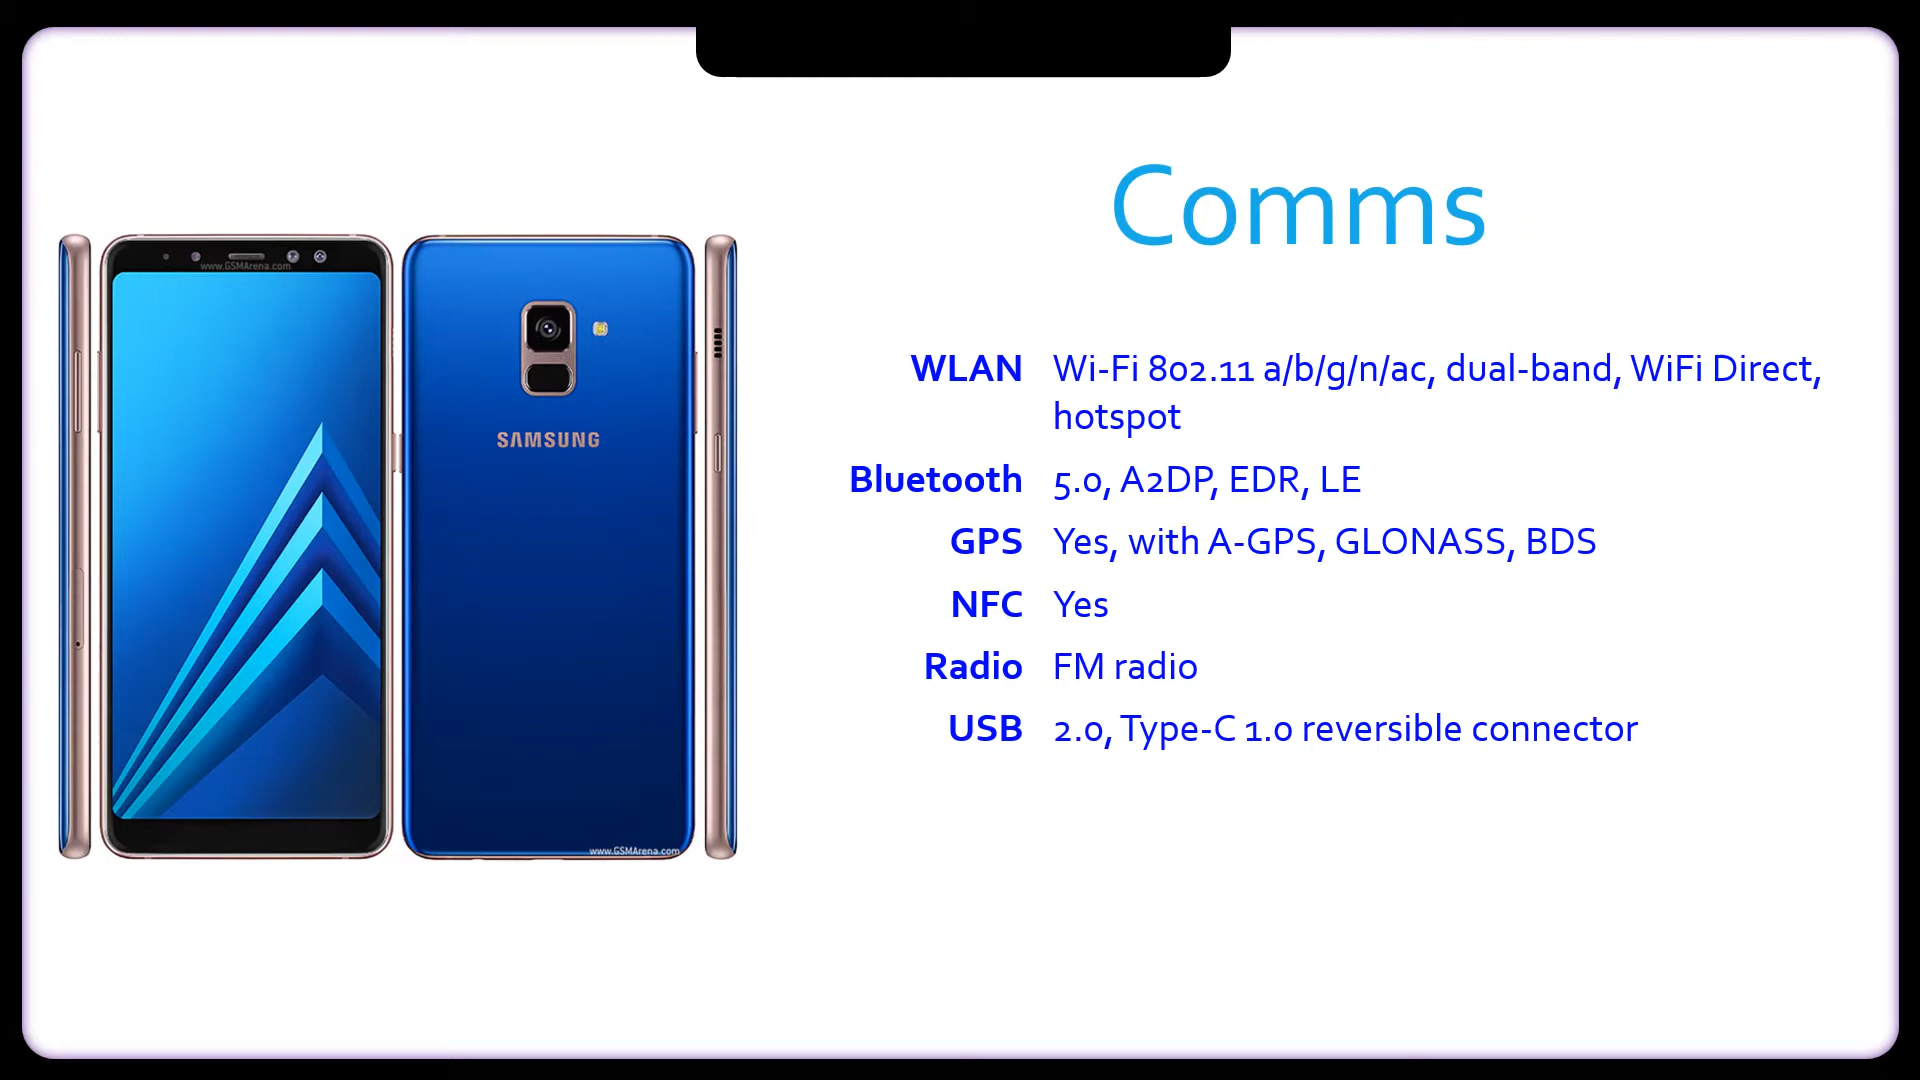 Comms
www.GSMArena.com
SAMSUNG
www.GSMArena.com
WLAN Wi-Fi 802.11 a/b/g/n/ac, dual-band, WiFi Direct,
hotspot
Bluetooth 5.0, A2DP, EDR, LE
GPS Yes, with A-GPS, GLONASS, BDS
NFC Yes
Radio FM radio
USB 2.0, Type-C 1.0 reversible connector